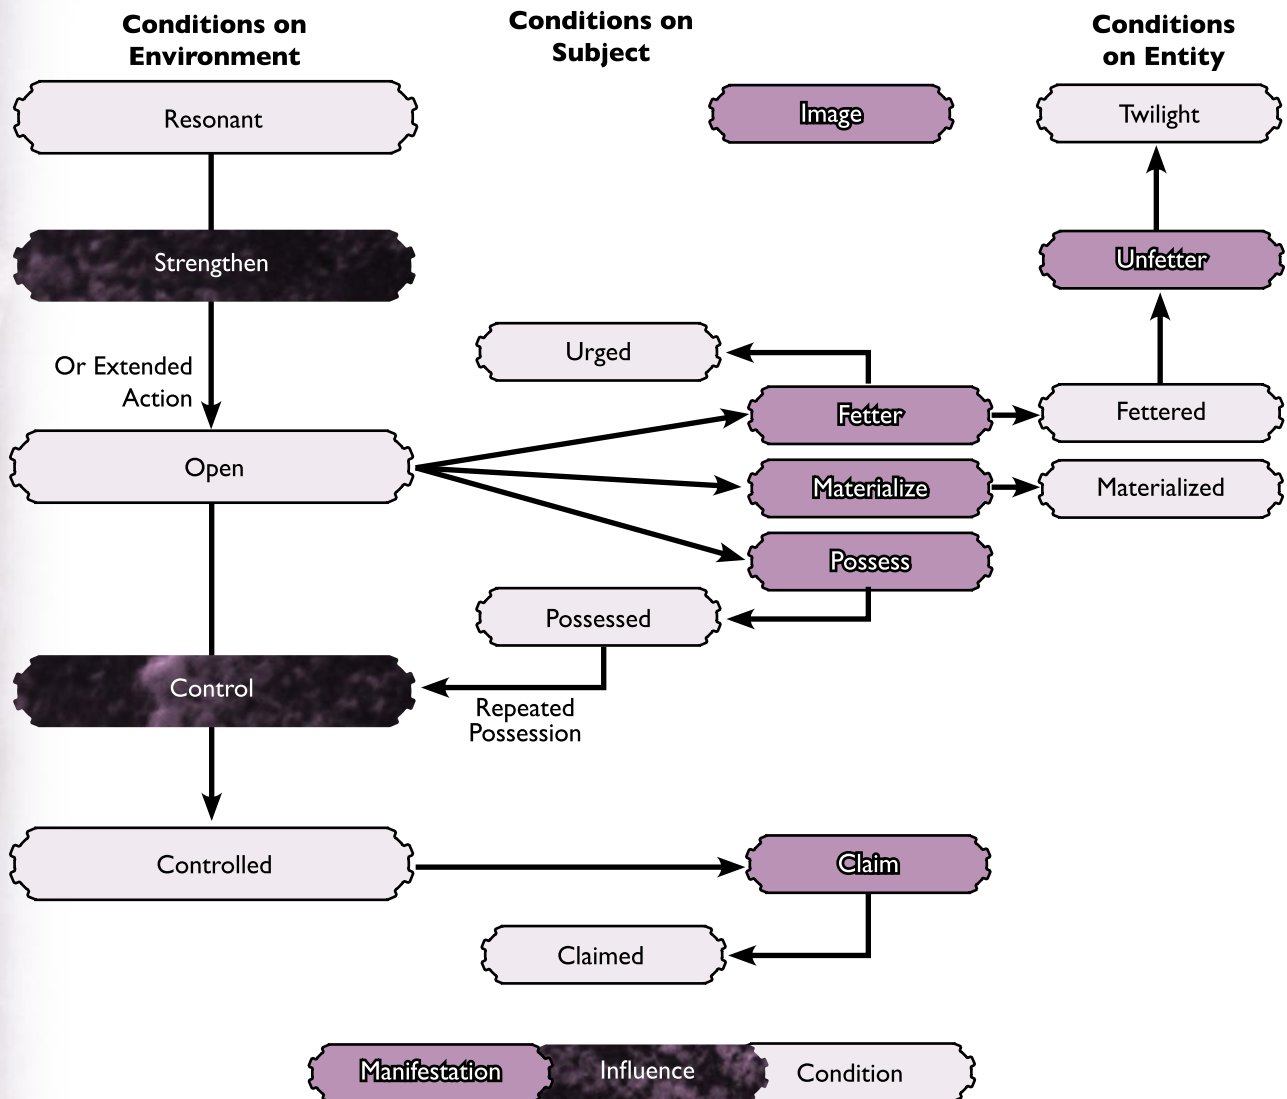 Conditions on
Environment
Conditions on
Subject
Conditions
on Entity
Resonant
Image
Twilight
Strengthen
Unfetter
Or Extended
Action
Urged
Fetter
Fettered
Open
Materialize
Materialized
Possess
Possessed
Control
Repeated
Possession
Controlled
Claim
Claimed
Manifestation
Influence
Condition